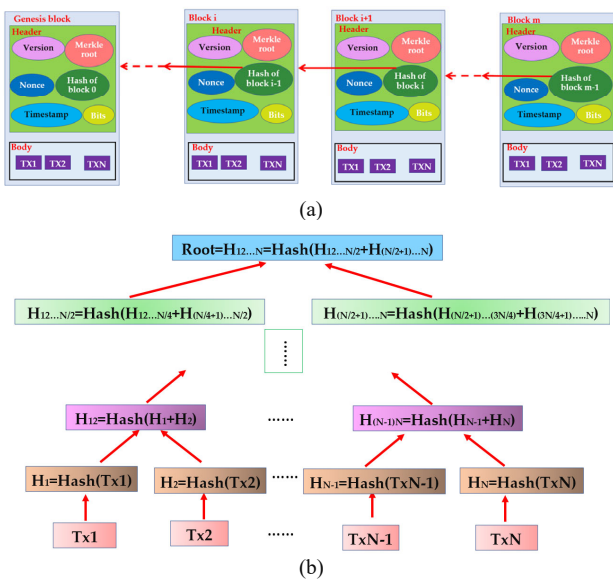 Genesis block
Header
Version
Merkle
root
Nonce
Hash of
block 0
Timestamp
Bits
Body
TX1 TX2 TXN
Block i
Header
Version
Merkle
root
Nonce
Hash of
block i-1
Timestamp
Bits
Body
TX1 TX2 TXN
Block i+1
Header
Version
Merkle
root
Nonce
Hash of
block i
Timestamp
Bits
Body
TX1 TX2 TXN
Block m
Header
Version
Merkle
root
Nonce
Hash of
block m-1
Timestamp
Bits
Body
TX1 TX2 TXN
(a)
Root=H12...N=Hash(H12...N/2+H(N/2+1)...N)
H12...N/2=Hash(H12...N/4+H(N/4+1)...N/2)
H(N/2+1)....N=Hash(H(N/2+1)...(3N/4)+H(3N/4+1).....N)
......
H12=Hash(H1+H2)
......
H(N-1)N=Hash(HN-1+HN)
H1=Hash(Tx1)
H2=Hash(Tx2)
......
HN-1=Hash(TxN-1)
HN=Hash(TxN)
Tx1
Tx2
......
TxN-1
TxN
(b)